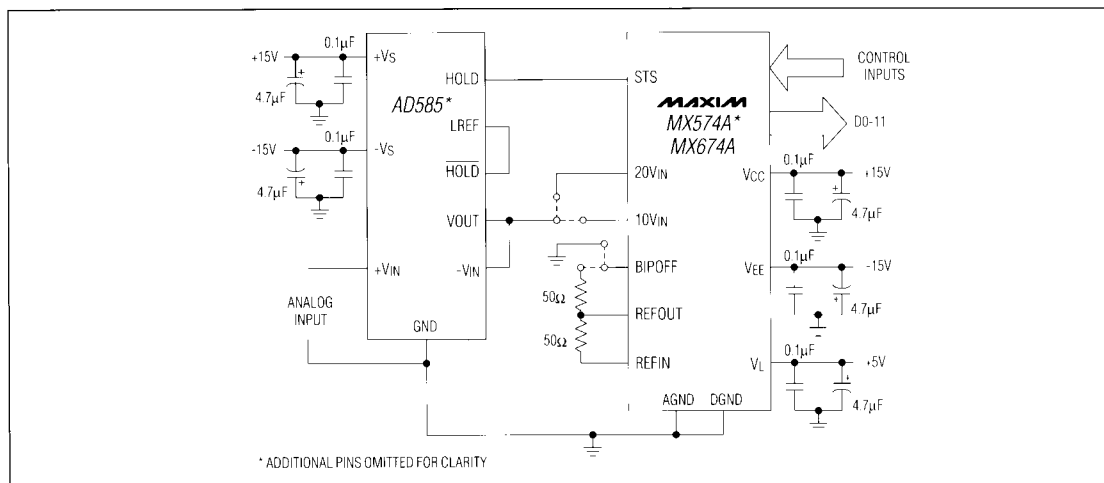 +15V
0.1µF
+VS
4.7µF
-15V
0.1µF
-VS
4.7µF
AD585*
HOLD
LREF
HOLD
VOUT
-VIN
+VIN
GND
ANALOG
INPUT
STS
MAXIM
MX574A*
MX674A
20VIN
10VIN
BIPOFF
REFOUT
REFIN
50Ω
50Ω
AGND
DGND
VCC
VEE
VL
CONTROL
INPUTS
D0-11
0.1µF
+15V
4.7µF
0.1µF
-15V
4.7µF
0.1µF
+5V
4.7µF
* ADDITIONAL PINS OMITTED FOR CLARITY